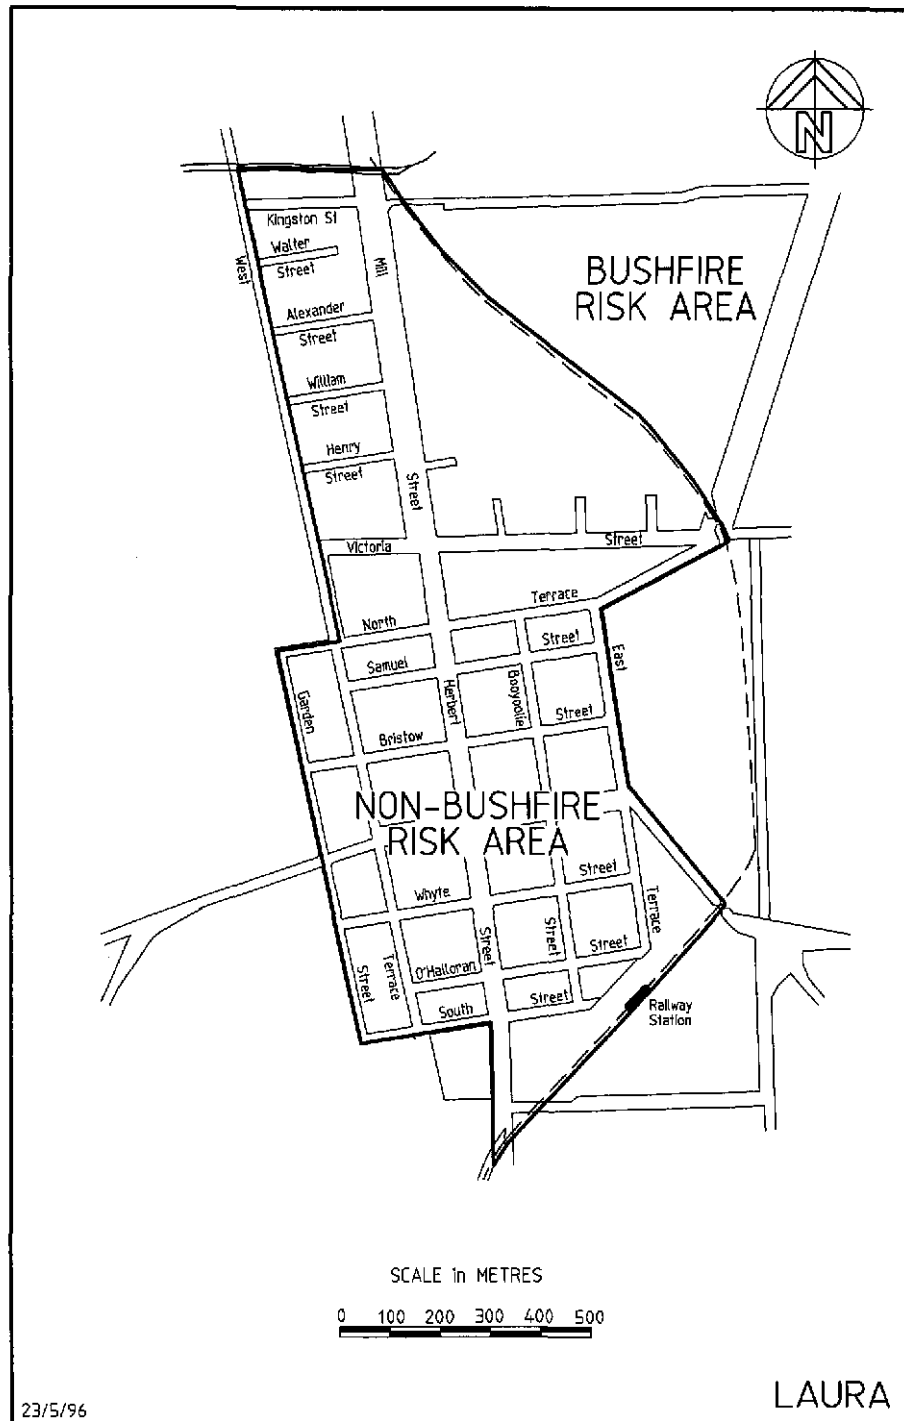 N
Kingston St
Walter
Street
West
Mill
BUSHFIRE
RISK AREA
Alexander
Street
William
Street
Henry
Street
Street
Victoria
Street
Terrace
North
Street
Samuel
East
Garden
Herbert
Booyoolie
Street
Bristow
NON-BUSHFIRE
RISK AREA
Street
Whyte
Terrace
Street
Street
Street
O'Halloran
Terrace
Street
Street
South
Railway
Station
SCALE in METRES
0 100 200 300 400 500
LAURA
23/5/96